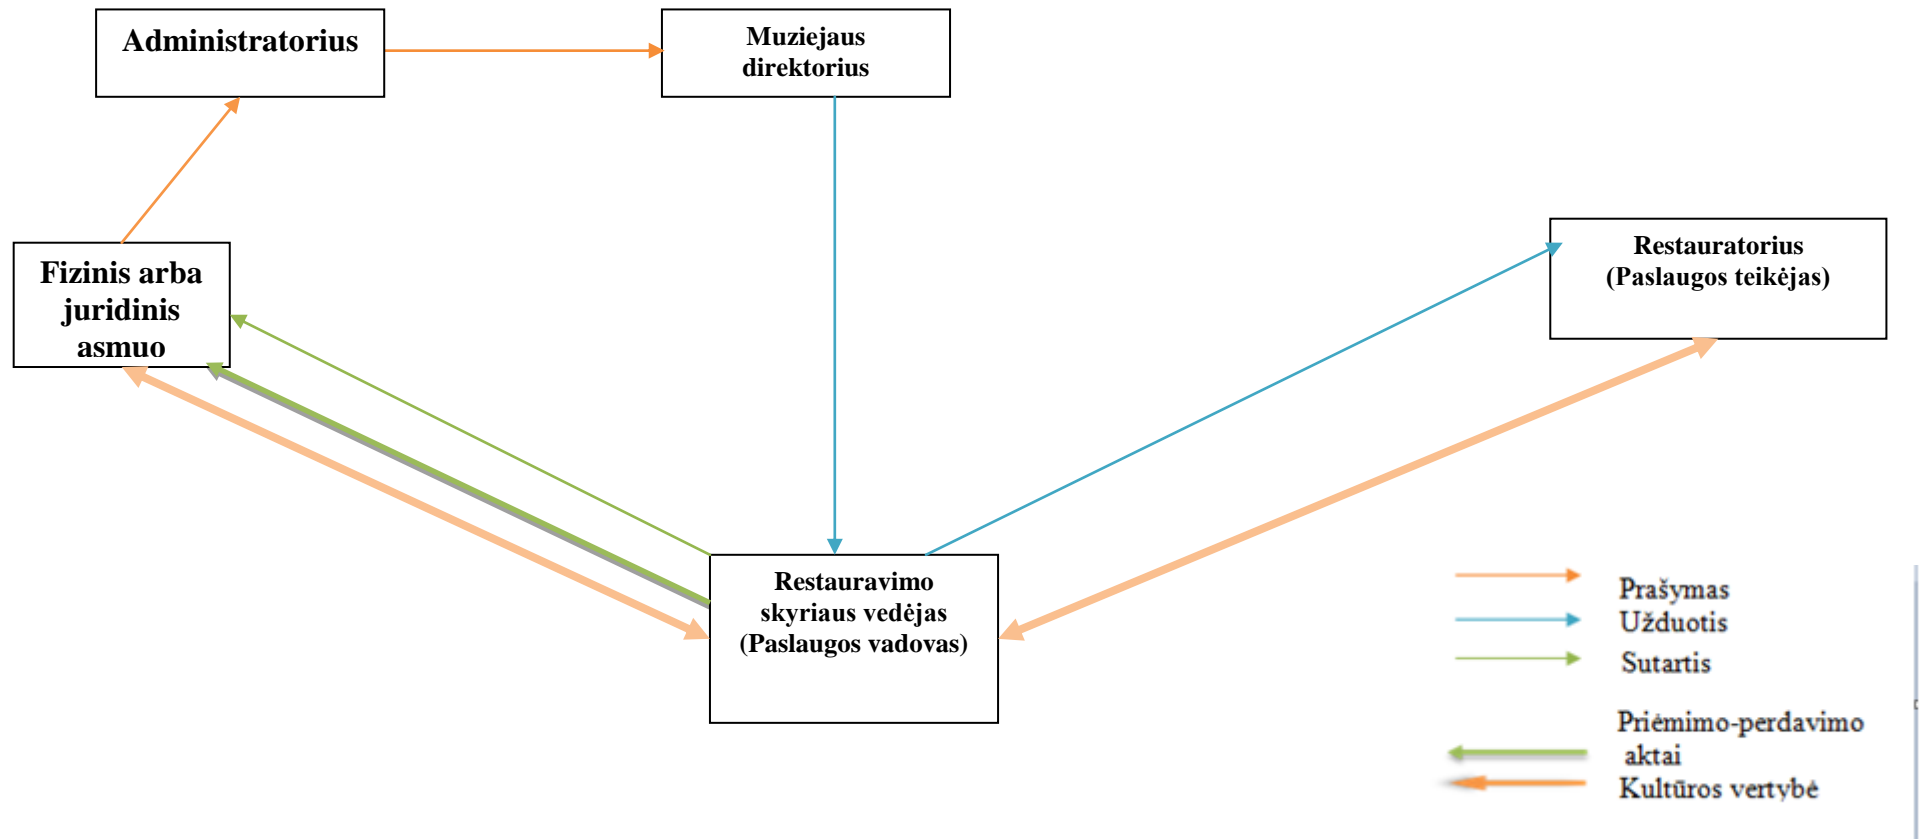 Administratorius
Muziejaus
direktorius
Fizinis arba
juridinis
asmuo
Restauratorius
(Paslaugos teikėjas)
Restauravimo
skyriaus vedėjas
(Paslaugos vadovas)
Prašymas
Užduotis
Sutartis
Priėmimo-perdavimo
aktai
Kultūros vertybė